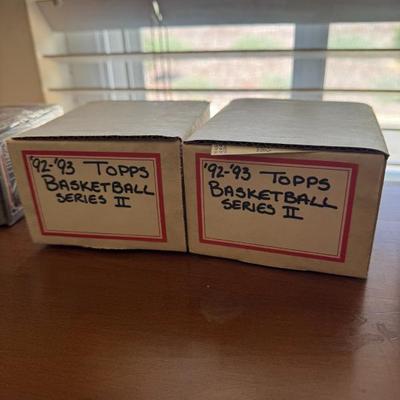 '92-'93 TOPPS
BASKETBALL
SERIES II
'92-'93 TOPPS
BASKETBALL
SERIES II